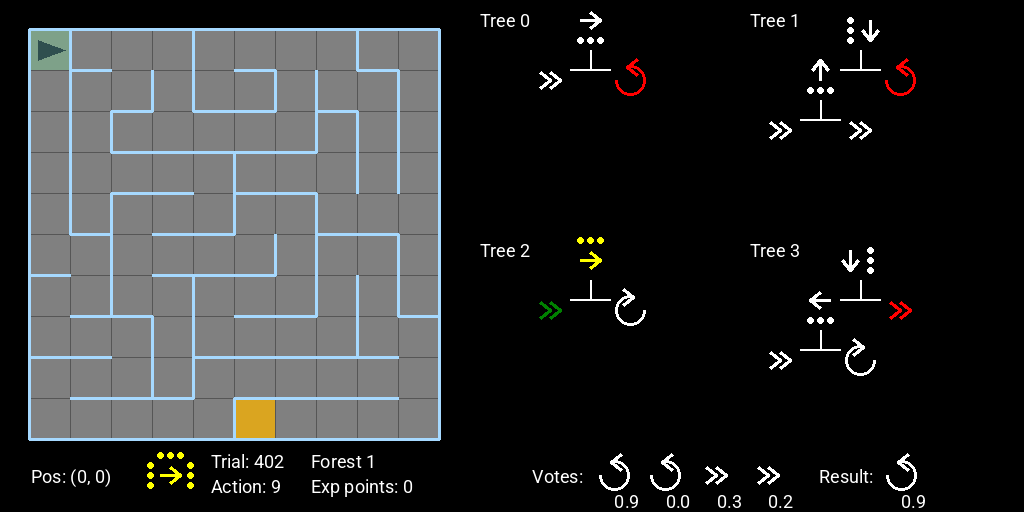 Tree 0
Tree 1
Tree 2
Tree 3
Pos: (0, 0)
Trial: 402
Forest 1
Action: 9
Exp points: 0
Votes:
0.9
0.0
0.3
0.2
Result:
0.9